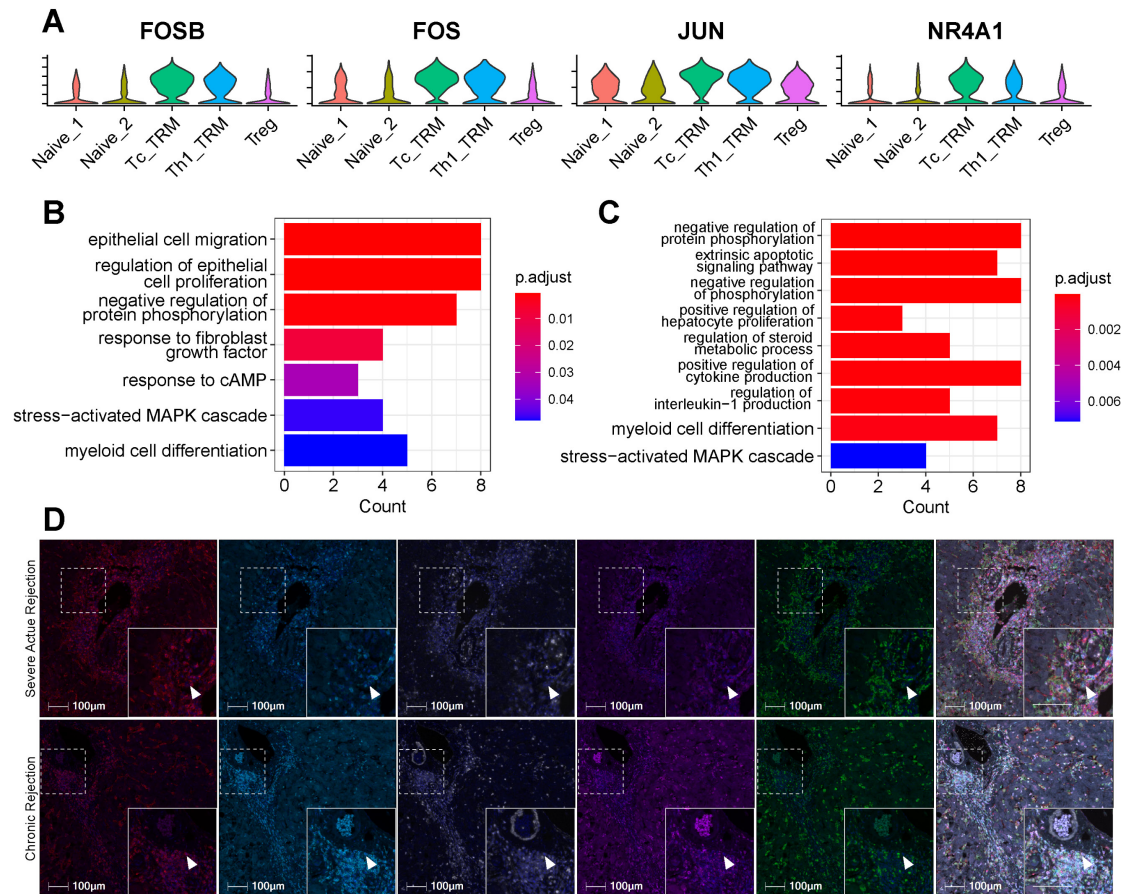 A
FOSB
FOS
JUN
NR4A1
Naive_1
Naive_2
Tc_TRM
Th1_TRM
Treg
Naive_1
Naive_2
Tc_TRM
Th1_TRM
Treg
Naive_1
Naive_2
Tc_TRM
Th1_TRM
Treg
Naive_1
Naive_2
Tc_TRM
Th1_TRM
Treg
B
epithelial cell migration
regulation of epithelial
cell proliferation
negative regulation of
protein phosphorylation
response to fibroblast
growth factor
response to cAMP
stress-activated MAPK cascade
myeloid cell differentiation
0 2 4 6 8
Count
p.adjust
0.01
0.02
0.03
0.04
C
negative regulation of
protein phosphorylation
extrinsic apoptotic
signaling pathway
negative regulation
of phosphorylation
positive regulation of
hepatocyte proliferation
regulation of steroid
metabolic process
positive regulation of
cytokine production
regulation of
interleukin-1 production
myeloid cell differentiation
stress-activated MAPK cascade
0 2 4 6 8
Count
p.adjust
0.002
0.004
0.006
D
Severe Actue Rejection
100μm
100μm
100μm
100μm
100μm
100μm
Chronic Rejection
100μm
100μm
100μm
100μm
100μm
100μm